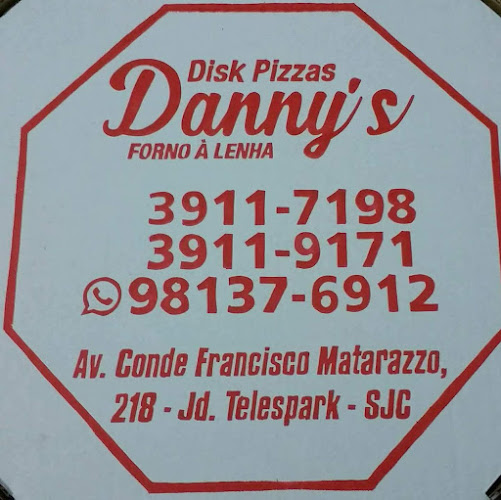 Disk Pizzas
Danny's
FORNO À LENHA
3911-7198
3911-9171
98137-6912
Av. Conde Francisco Matarazzo,
218 - Jd. Telespark - SJC